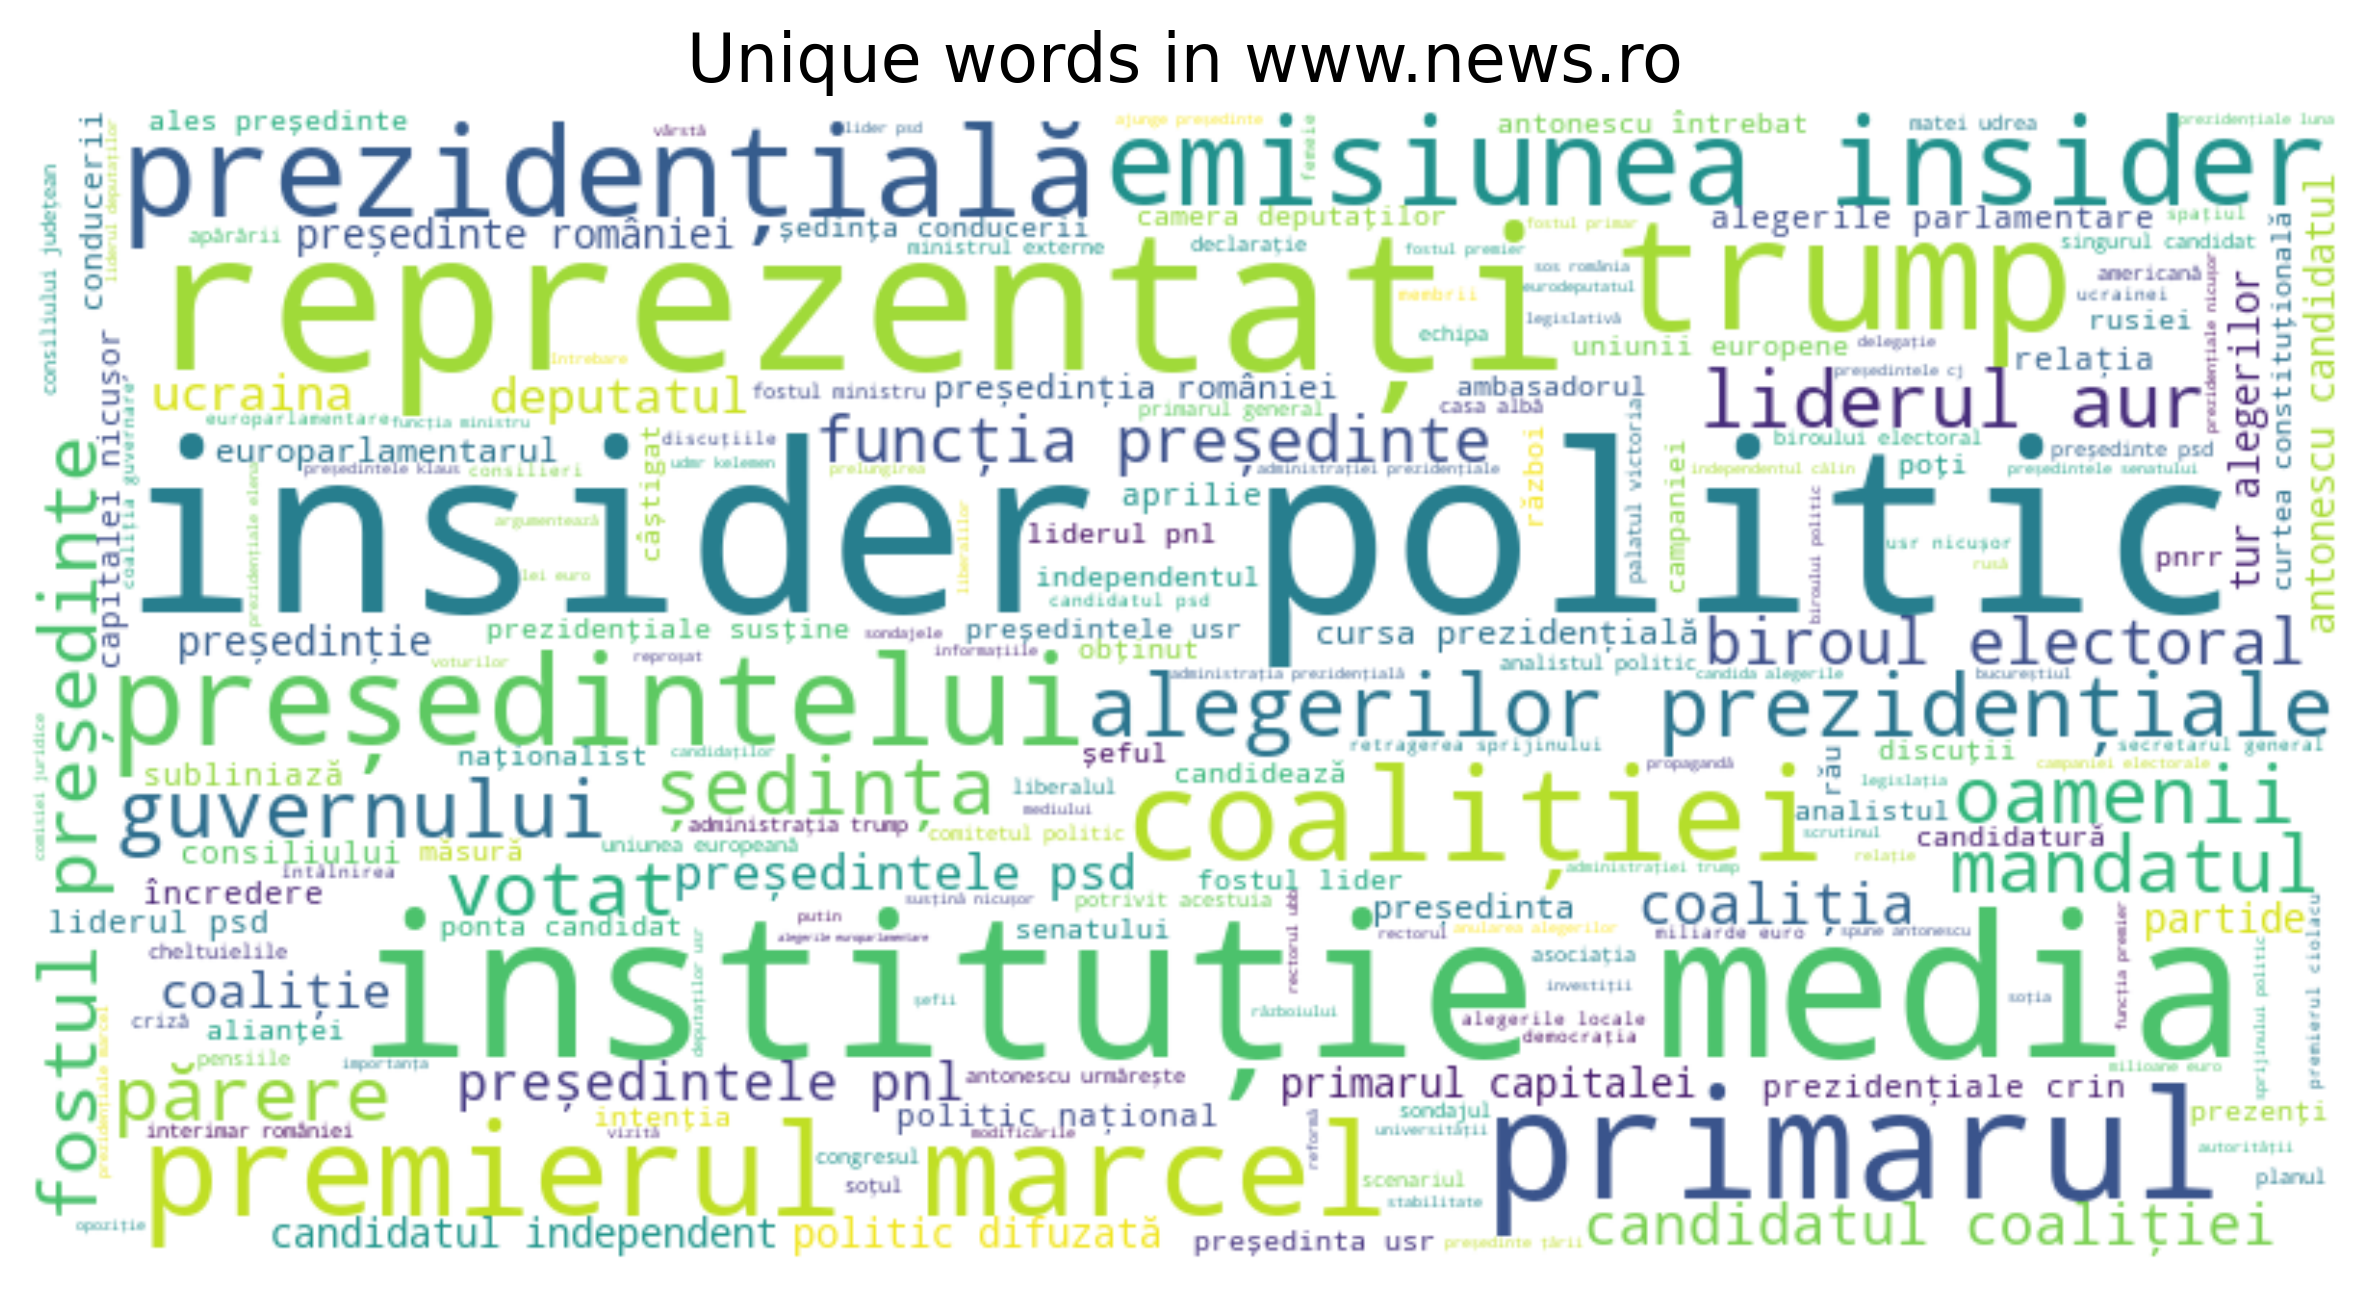 Unique words in www.news.ro
ales președinte
vârstă
lider psd
ajunge președinte
femeie
antonescu întrebat
matei udrea
prezidențiale luna
prezidențială
emisiunea insider
conducerii
liderul deputaților
consiliului județean
apărării
președinte româniei
ședința conducerii
ministrul externe
camera deputaților
declarație
fostul premier
fostul primar
alegerile parlamentare
spațiul
singurul candidat
reprezentați
trump
sos românia
eurodeputatul
membrii
legislativă
echipa
americană
ucrainei
rusiei
relația
prezidențiale nicușor
tur alegerilor
curtea constituțională
antonescu candidatul
întrebare
uniunii europene
delegație
ucraina
deputatul
fostul ministru
președinția româniei
ambasadorul
președintele cj
liderul aur
primarul general
casa albă
europarlamentare
funcția ministru
capitalei nicușor
coaliția guvernare
europarlamentarul
președintele klaus
consilieri
câștigat
discuțiile
udmr kelemen
funcția președinte
prelungirea
administrației prezidențiale
război
palatul victoria
campaniei
biroului electoral
independentul călin
poți
președinte psd
președintele senatului
insider politic
prezidențiale elena
argumentează
lei euro
liberalilor
aprilie
liderul pnl
independentul
candidatul psd
biroului politic
usr nicușor
rusă
pnrr
fostul președinte
președinție
prezidențiale susține
sondajele
președintele usr
informațiile
obținut
cursa prezidențială
biroul electoral
voturilor
reproșat
administrația prezidențială
analistul politic
candida alegerile
bucureștiul
președintelui
alegerilor prezidențiale
comisiei juridice
naționalist
candidaților
șeful
retragerea sprijinului
rău
discuții
secretarul general
subliniază
ședința
candidează
liberalul
mediului
propagandă
legislația
campaniei electorale
guvernului
coaliției
analistul
oamenii
administrația trump
comitetul politic
scrutinul
candidatură
consiliului
măsură
uniunea europeană
relație
mandatul
întâlnirea
încredere
votat
președintele psd
fostul lider
administrației trump
liderul psd
susțină nicușor
potrivit acestuia
rectorul ubb
președinta
coaliția
partide
ponta candidat
putin
alegerile europarlamentare
senatului
rectorul
anularea alegerilor
miliarde euro
spune antonescu
funcția premier
premierul ciolacu
cheltuielile
instituție media
deputaților usr
asociația
investiții
sprijinului politic
coaliție
șefii
războiului
soția
criză
alianței
alegerile locale
democrația
prezidențiale marcel
pensiile
importanța
milioane euro
părere
președintele pnl
antonescu urmărește
primarul capitalei
prezidențiale crin
intenția
politic național
sondajul
universității
prezenți
interimar româniei
vizită
modificările
reformă
autorității
premierul marcel
primarul
congresul
soțul
scenariul
stabilitate
planul
opoziție
candidatul independent
politic difuzată
președinta usr
președinte țării
candidatul coaliției